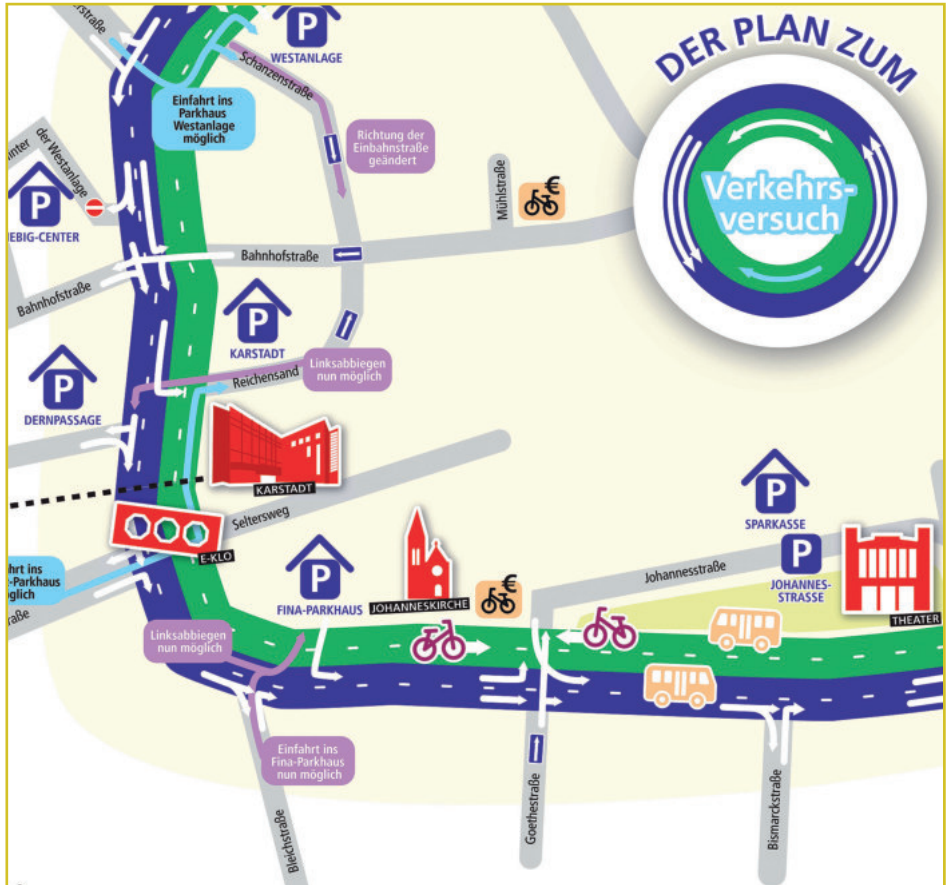 DER PLAN ZUM
Verkehrs-
versuch
P
WESTANLAGE
Schanzenstraße
Einfahrt ins
Parkhaus
Westanlage
möglich
Richtung der
Einbahnstraße
geändert
der Westanlage
P
Mühlstraße
€
Bahnhofstraße
Bahnhofstraße
P
KARSTADT
Linksabbiegen
nun möglich
Reichensand
P
DERNPASSAGE
KARSTADT
Seltersweg
E-KLO
P
SPARKASSE
P
JOHANNES-
STRASSE
Johannesstraße
THEATER
P
FINA-PARKHAUS
JOHANNESKIRCHE
€
Linksabbiegen
nun möglich
Einfahrt ins
Fina-Parkhaus
nun möglich
Bleichstraße
Goethestraße
Bismarckstraße